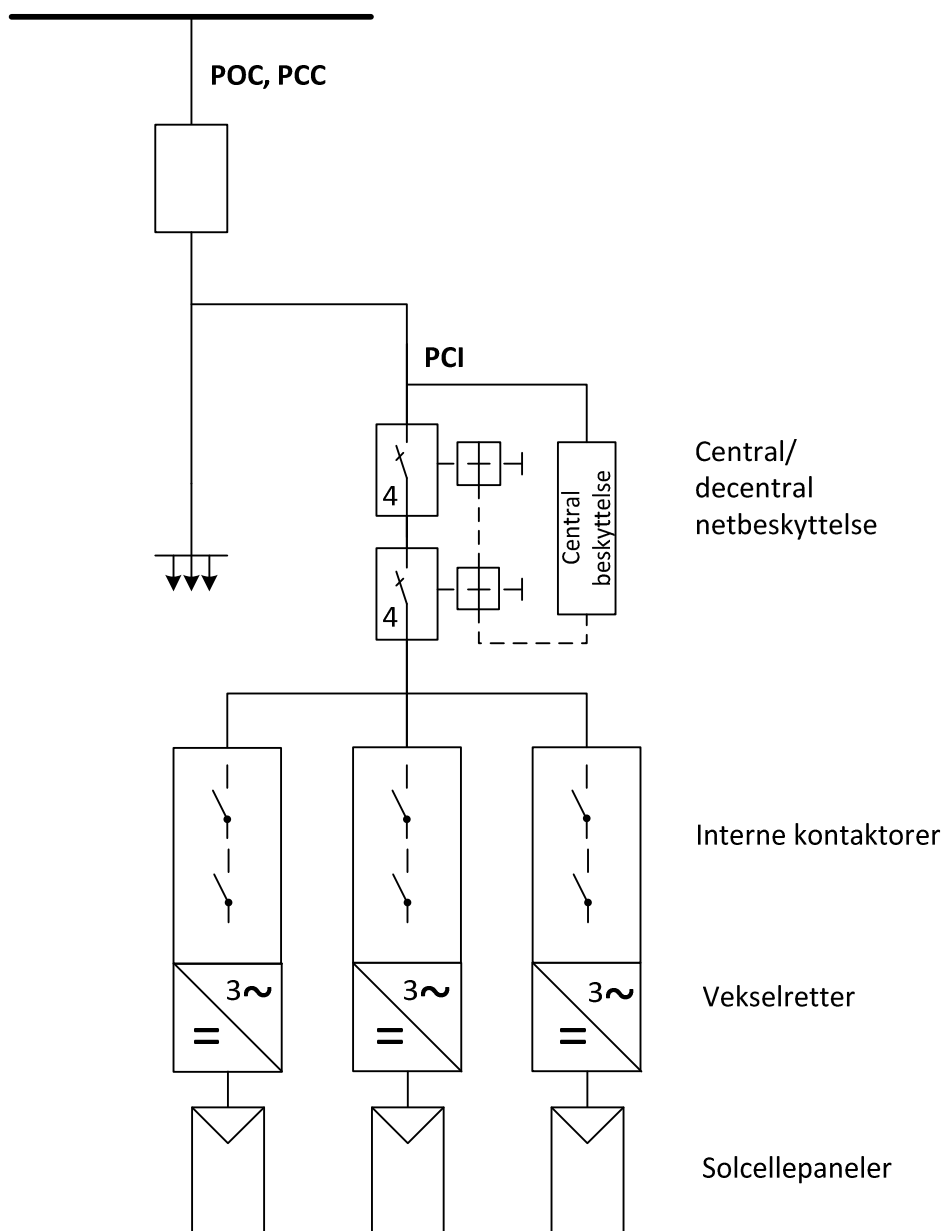 POC, PCC
PCI
Central/
decentral
netbeskyttelse
4
Central
beskyttelse
4
Interne kontaktorer
3~
3~
3~
=
=
=
Vekselretter
Solcellepaneler